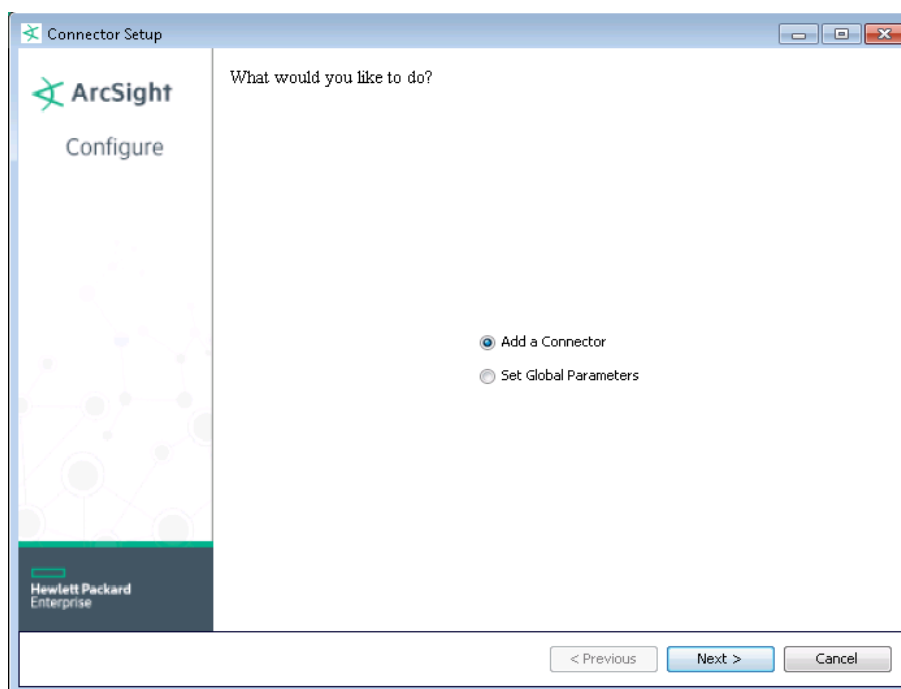 Connector Setup
ArcSight
Configure
What would you like to do?
Add a Connector
Set Global Parameters
Hewlett Packard
Enterprise
< Previous
Next >
Cancel